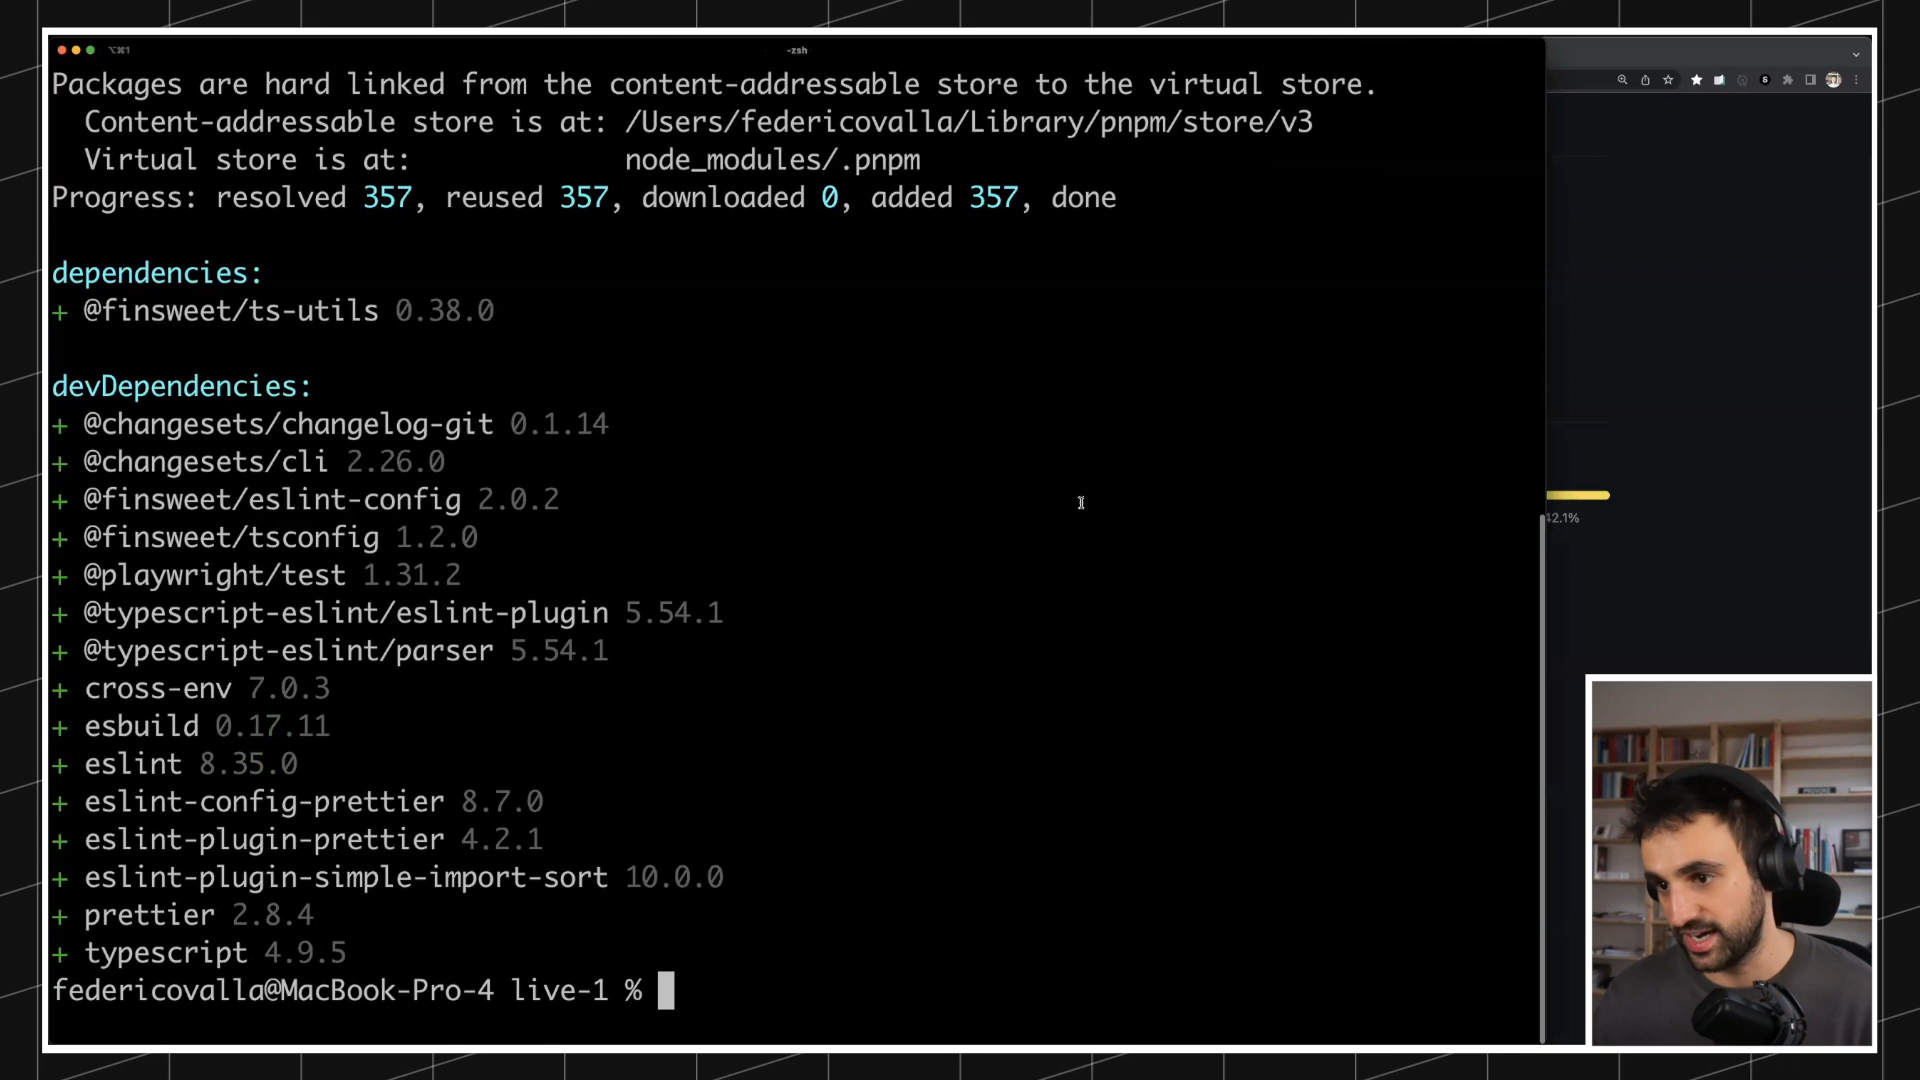 ⌥⌘1
-zsh
Packages are hard linked from the content-addressable store to the virtual store.
Content-addressable store is at: /Users/federicovalla/Library/pnpm/store/v3
Virtual store is at: node_modules/.pnpm
Progress: resolved 357, reused 357, downloaded 0, added 357, done
dependencies:
+ @finsweet/ts-utils 0.38.0
devDependencies:
+ @changesets/changelog-git 0.1.14
+ @changesets/cli 2.26.0
+ @finsweet/eslint-config 2.0.2
+ @finsweet/tsconfig 1.2.0
+ @playwright/test 1.31.2
+ @typescript-eslint/eslint-plugin 5.54.1
+ @typescript-eslint/parser 5.54.1
+ cross-env 7.0.3
+ esbuild 0.17.11
+ eslint 8.35.0
+ eslint-config-prettier 8.7.0
+ eslint-plugin-prettier 4.2.1
+ eslint-plugin-simple-import-sort 10.0.0
+ prettier 2.8.4
+ typescript 4.9.5
federicovalla@MacBook-Pro-4 live-1 %
42.1%